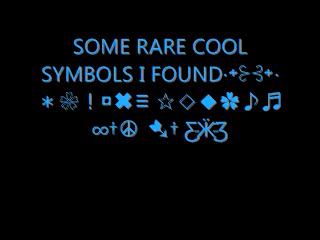 SOME RARE COOL
SYMBOLS I FOUND·˖✶⊰⊱˖·
∗ ❀ ! ¤ ✖ ☰ ☆ ◇ ◆ ✿ ♪ ♬
∞† ☮ ➷† Ƹ̵̡Ӝ̵̨̄Ʒ